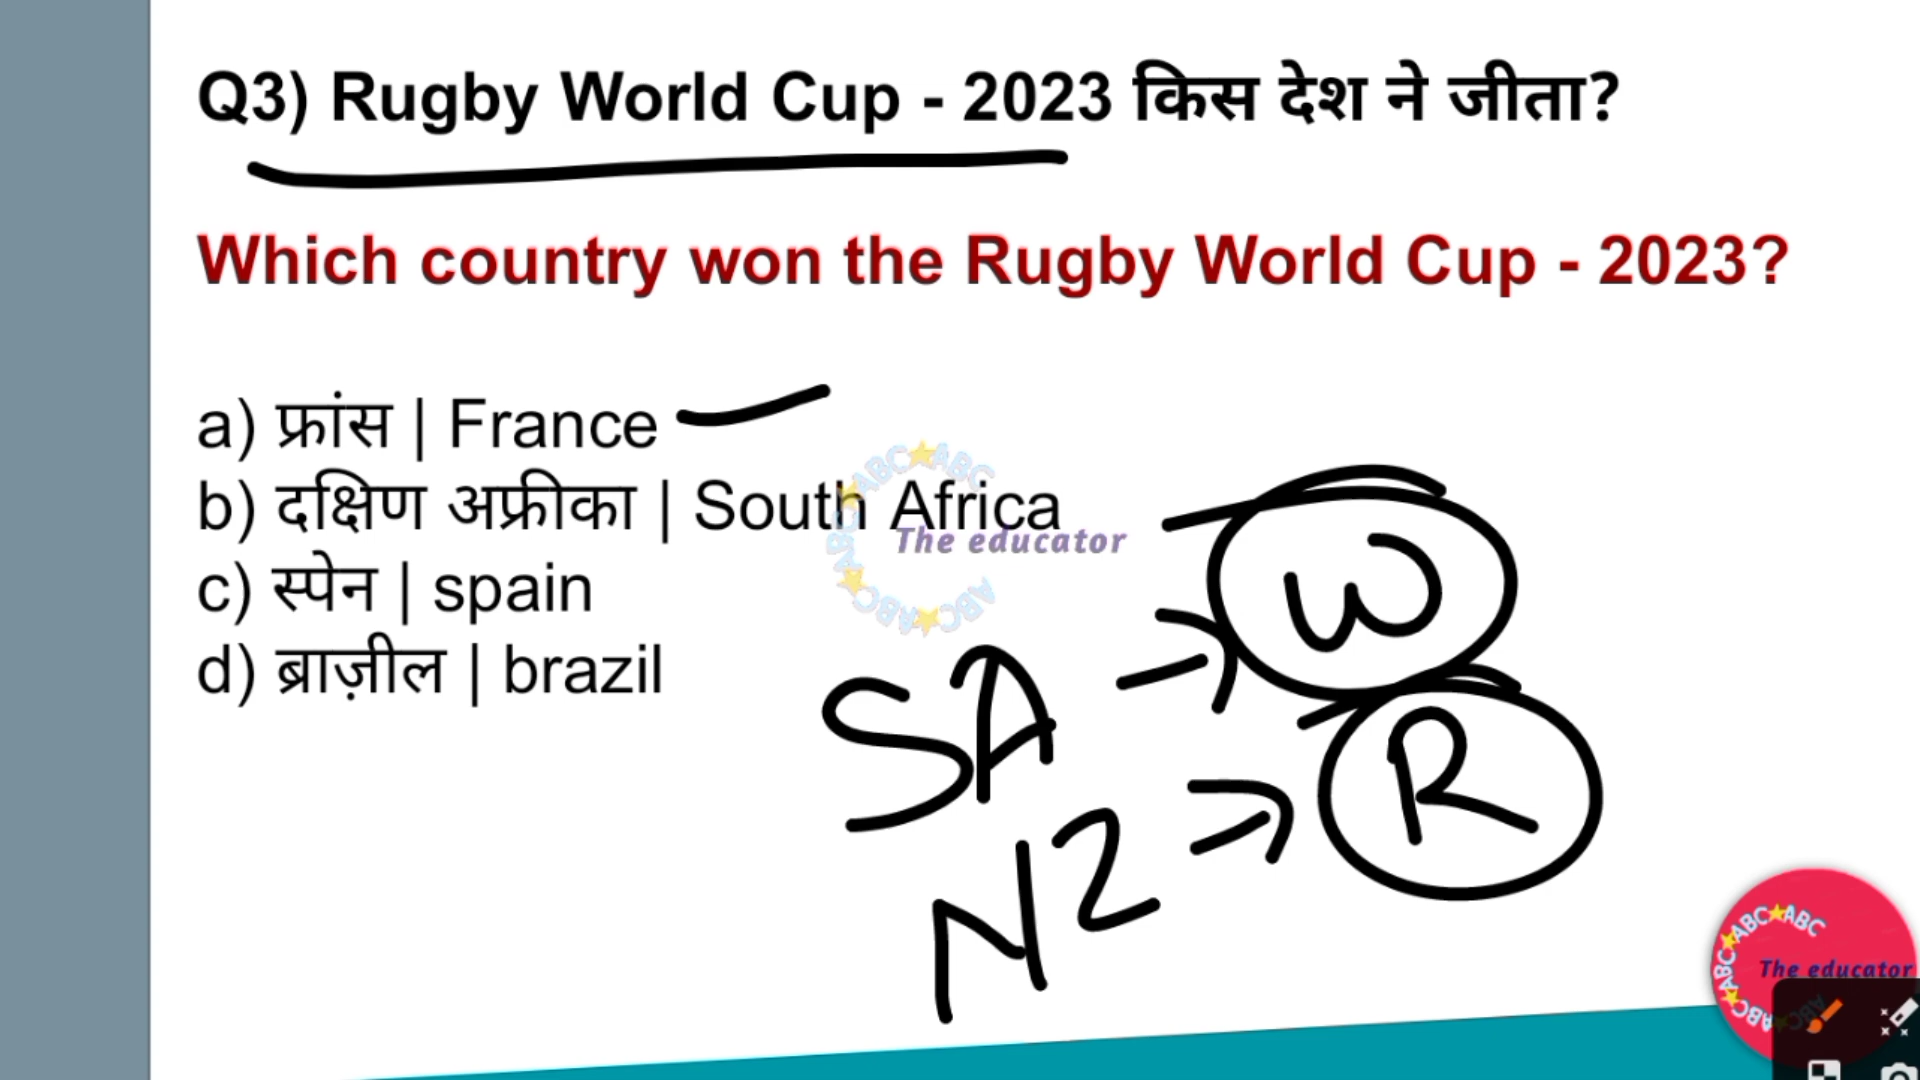 Q3) Rugby World Cup - 2023 किस देश ने जीता?
Which country won the Rugby World Cup - 2023?
a) फ्रांस | France
b) दक्षिण अफ्रीका | South Africa
c) स्पेन | spain
d) ब्राज़ील | brazil
ABC★ABC
The educator
SA → W
NZ → R
ABC★ABC
The educator